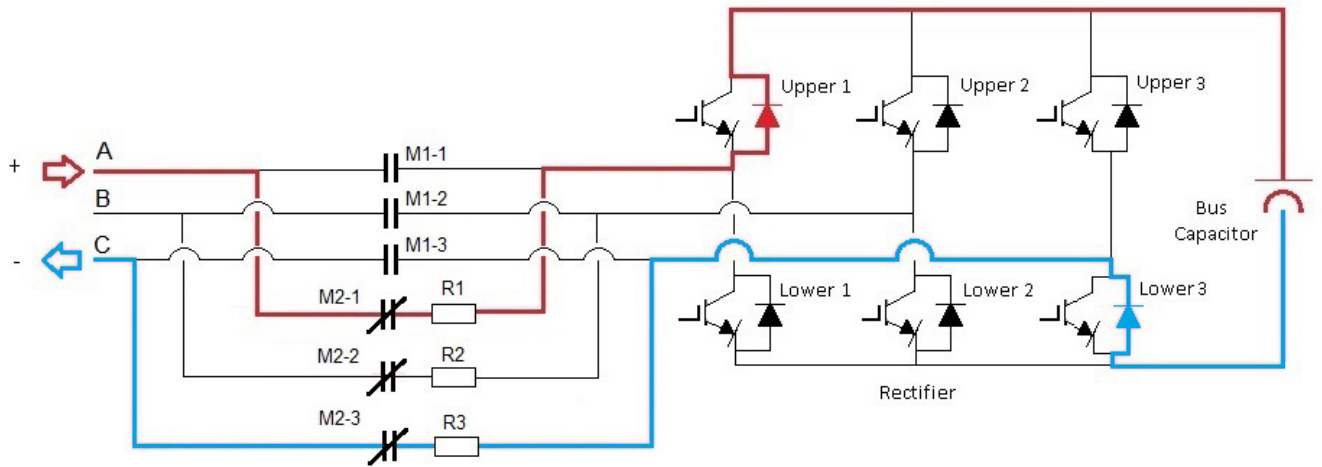 Upper 1
Upper 2
Upper 3
+
A
M1-1
B
M1-2
Bus
Capacitor
-
C
M1-3
M2-1
R1
Lower 1
Lower 2
Lower 3
M2-2
R2
Rectifier
M2-3
R3